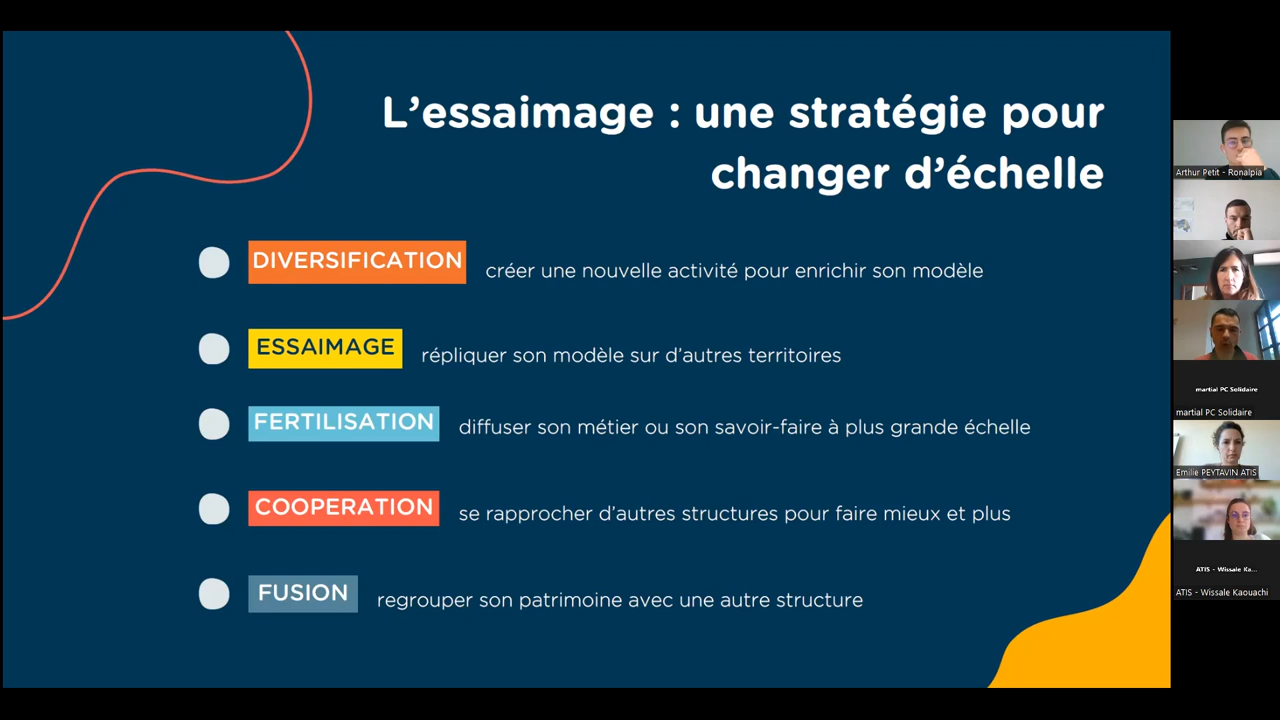 L’essaimage : une stratégie pour
changer d’échelle
DIVERSIFICATION créer une nouvelle activité pour enrichir son modèle
ESSAIMAGE répliquer son modèle sur d’autres territoires
FERTILISATION diffuser son métier ou son savoir-faire à plus grande échelle
COOPERATION se rapprocher d’autres structures pour faire mieux et plus
FUSION regrouper son patrimoine avec une autre structure
Arthur Petit - Ronalpia
martial PC Solidaire
martial PC Solidaire
Emilie PEYTAVIN ATIS
ATIS - Wissale Ka...
ATIS - Wissale Kaouachi